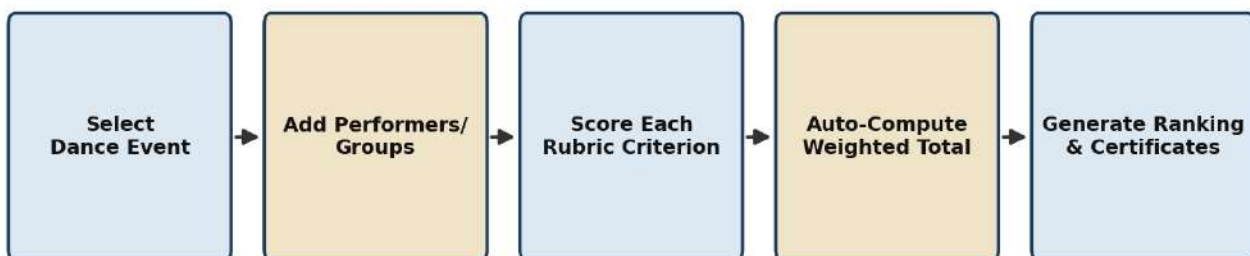 Select
Dance Event
Add Performers/
Groups
Score Each
Rubric Criterion
Auto-Compute
Weighted Total
Generate Ranking
& Certificates